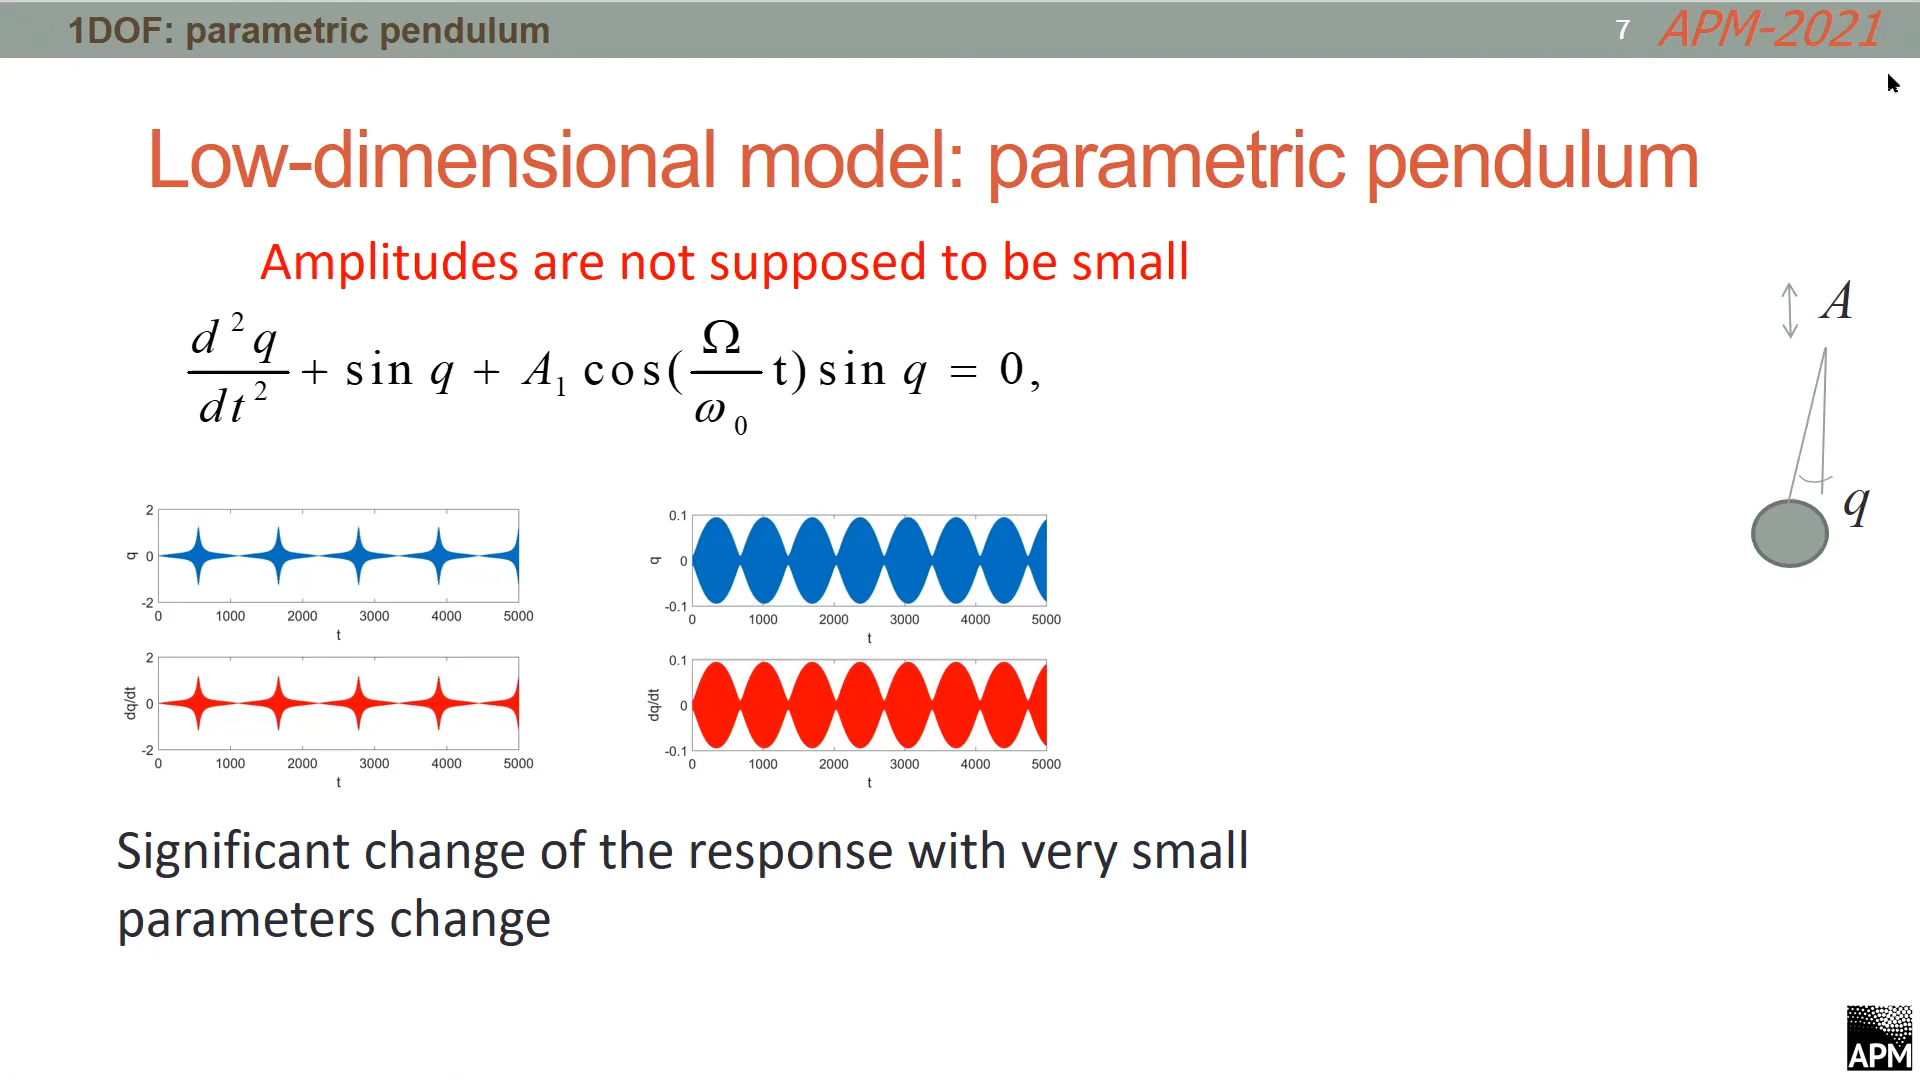 1DOF: parametric pendulum
7
APM-2021
Low-dimensional model: parametric pendulum
Amplitudes are not supposed to be small
d²q/dt² + sin q + A₁ cos(Ω/ω₀ t) sin q = 0,
A
q
2
0
-2
q
0 1000 2000 3000 4000 5000
t
0.1
0
-0.1
q
0 1000 2000 3000 4000 5000
t
2
0
-2
dq/dt
0 1000 2000 3000 4000 5000
t
0.1
0
-0.1
dq/dt
0 1000 2000 3000 4000 5000
t
Significant change of the response with very small
parameters change
APM